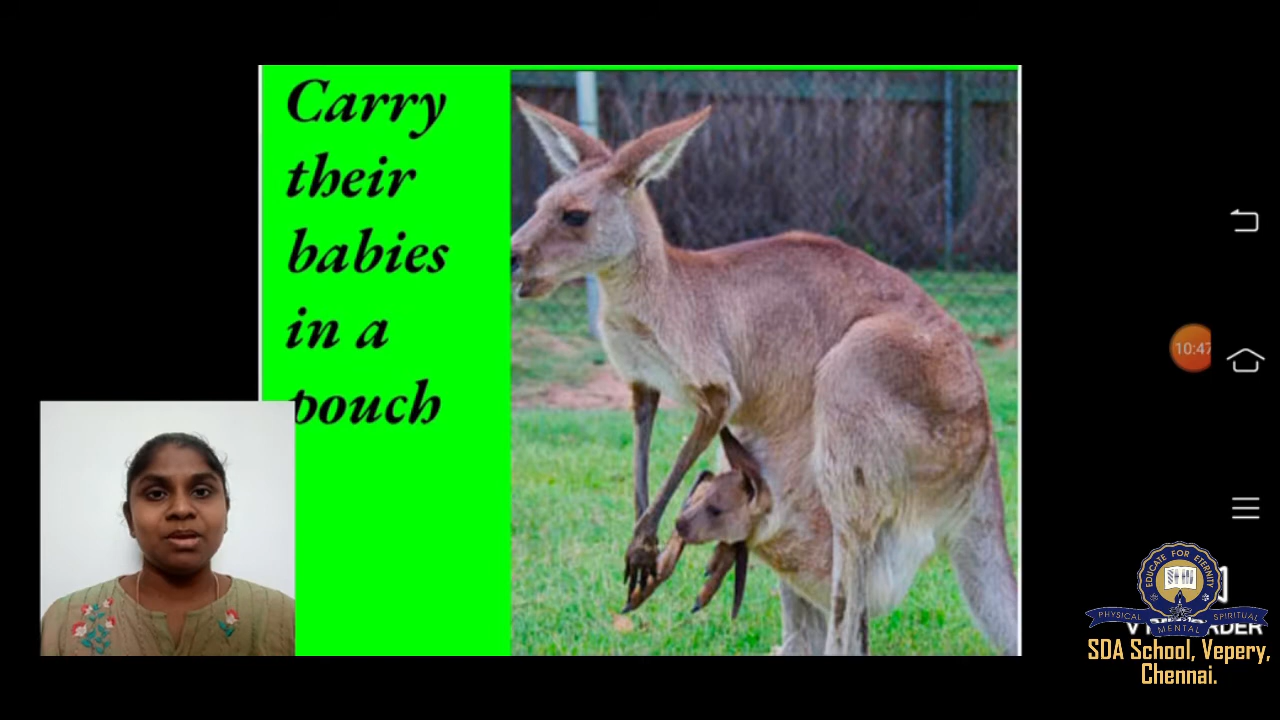 Carry
their
babies
in a
pouch
10:47
EDUCATE FOR ETERNITY
PHYSICAL
MENTAL
SPIRITUAL
SDA School, Vepery,
Chennai.